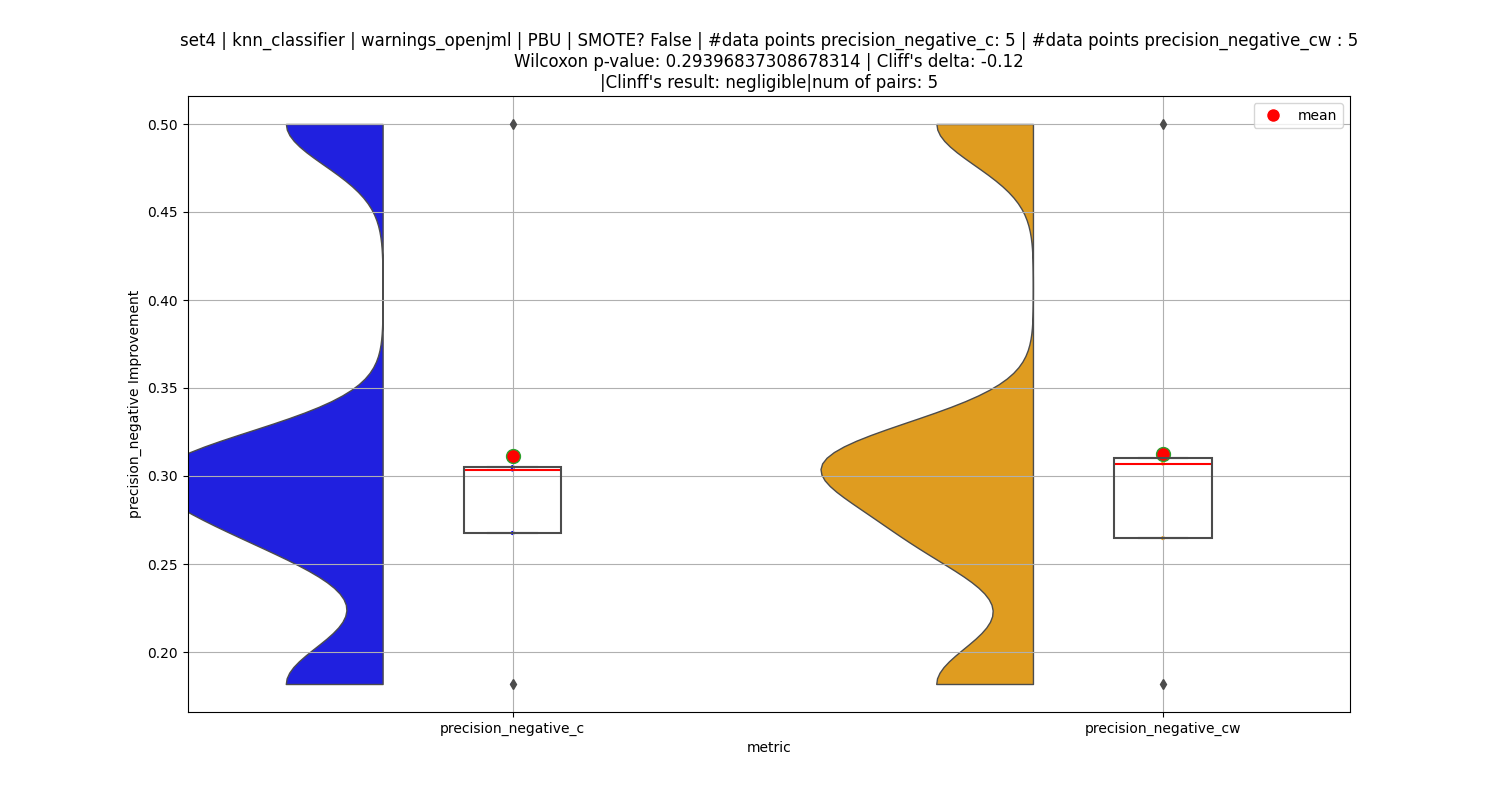 set4 | knn_classifier | warnings_openjml | PBU | SMOTE? False | #data points precision_negative_c: 5 | #data points precision_negative_cw : 5
Wilcoxon p-value: 0.29396837308678314 | Cliff's delta: -0.12
|Clinff's result: negligible|num of pairs: 5
mean
0.50
0.45
0.40
0.35
0.30
0.25
0.20
precision_negative Improvement
precision_negative_c
precision_negative_cw
metric